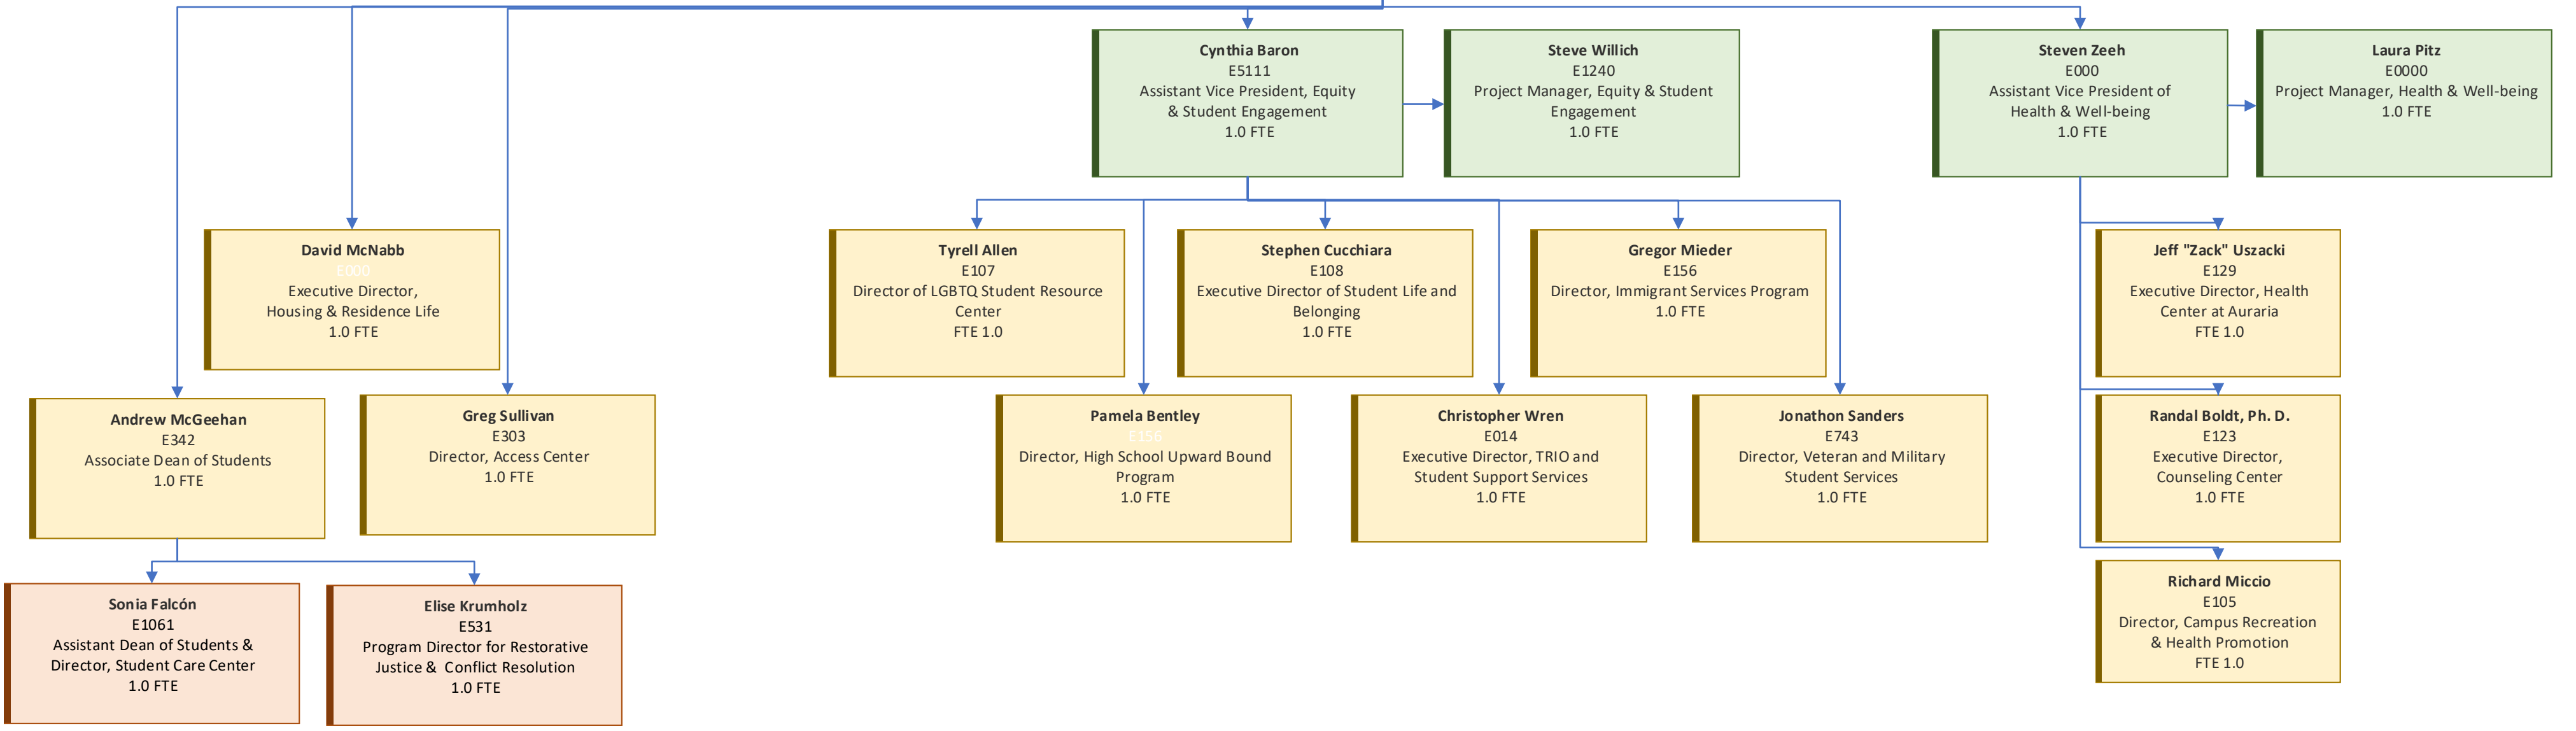 Cynthia Baron
E5111
Assistant Vice President, Equity
& Student Engagement
1.0 FTE
Steve Willich
E1240
Project Manager, Equity & Student
Engagement
1.0 FTE
Steven Zeeh
E000
Assistant Vice President of
Health & Well-being
1.0 FTE
Laura Pitz
E0000
Project Manager, Health & Well-being
1.0 FTE
David McNabb
E000
Executive Director,
Housing & Residence Life
1.0 FTE
Tyrell Allen
E107
Director of LGBTQ Student Resource
Center
FTE 1.0
Stephen Cucchiara
E108
Executive Director of Student Life and
Belonging
1.0 FTE
Gregor Mieder
E156
Director, Immigrant Services Program
1.0 FTE
Jeff "Zack" Uszacki
E129
Executive Director, Health
Center at Auraria
FTE 1.0
Andrew McGeehan
E342
Associate Dean of Students
1.0 FTE
Greg Sullivan
E303
Director, Access Center
1.0 FTE
Pamela Bentley
E156
Director, High School Upward Bound
Program
1.0 FTE
Christopher Wren
E014
Executive Director, TRIO and
Student Support Services
1.0 FTE
Jonathon Sanders
E743
Director, Veteran and Military
Student Services
1.0 FTE
Randal Boldt, Ph. D.
E123
Executive Director,
Counseling Center
1.0 FTE
Sonia Falcón
E1061
Assistant Dean of Students &
Director, Student Care Center
1.0 FTE
Elise Krumholz
E531
Program Director for Restorative
Justice &  Conflict Resolution
1.0 FTE
Richard Miccio
E105
Director, Campus Recreation
& Health Promotion
FTE 1.0